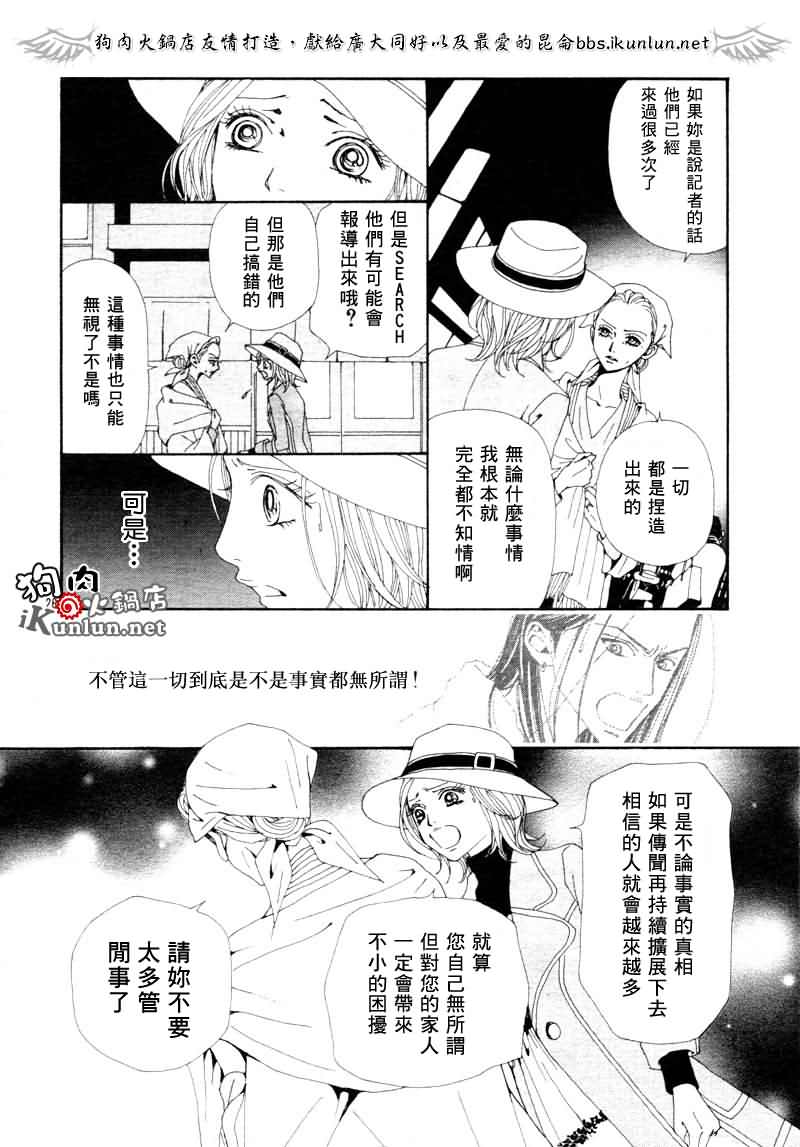 狗肉火鍋店友情打造、獻給廣大同好以及最愛的昆侖bbs.ikunlun.net
如果妳是說記者的話
他們已經
來過很多次了
一切
都是捏造
出來的
無論什麼事情
我根本就
完全都不知情啊
但是SEARCH
他們有可能會
報導出來哦？
但那是他們
自己搞錯的
這種事情也只能
無視了不是嗎
可是…
狗肉火鍋店
iKunlun.net
不管這一切到底是不是事實都無所謂！
可是不論事實的真相
如果傳聞再持續擴展下去
相信的人就會越來越多
就算
您自己無所謂
但對您的家人
一定會帶來
不小的困擾
請妳不要
太多管
閒事了